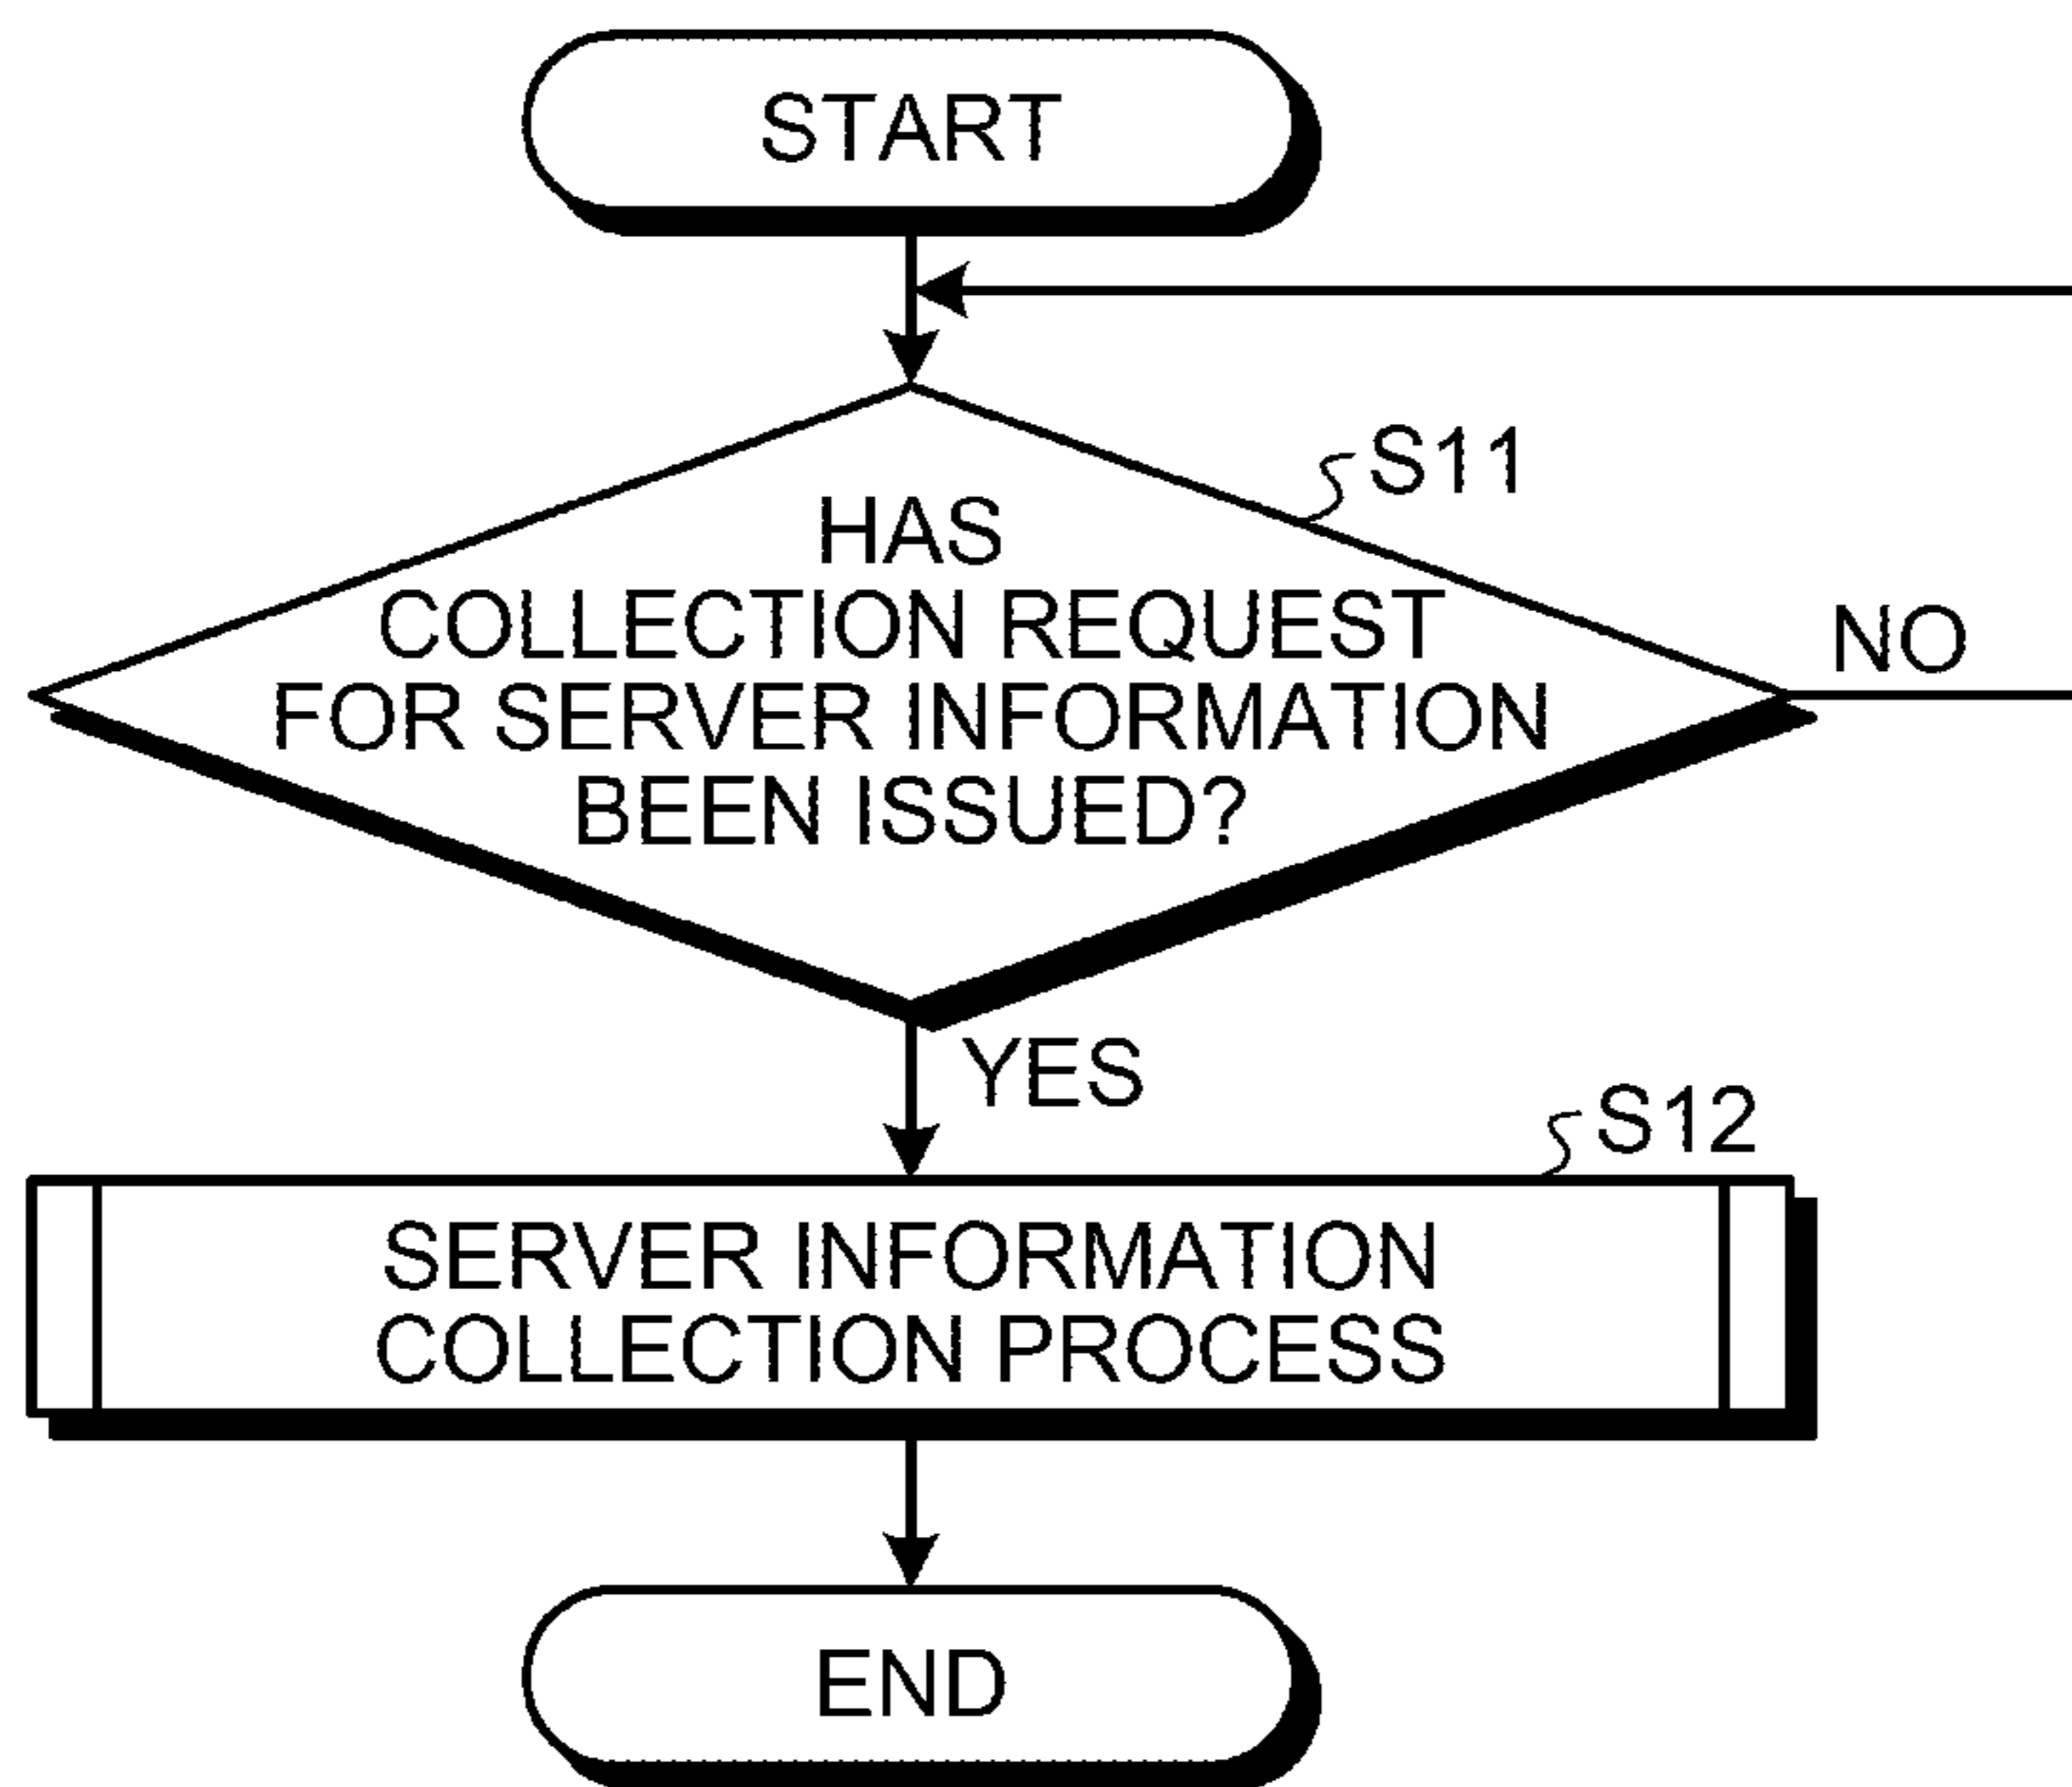 START
S11
HAS
COLLECTION REQUEST
FOR SERVER INFORMATION
BEEN ISSUED?
NO
YES
S12
SERVER INFORMATION
COLLECTION PROCESS
END